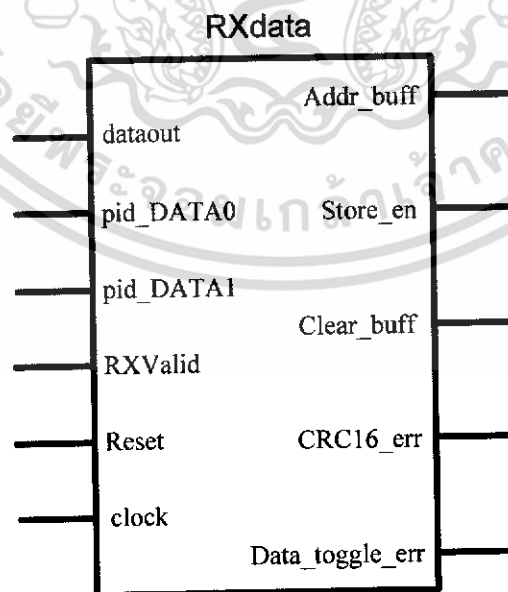 RXdata
Addr_buff
dataout
pid_DATA0
Store_en
pid_DATA1
Clear_buff
RXValid
Reset
CRC16_err
clock
Data_toggle_err